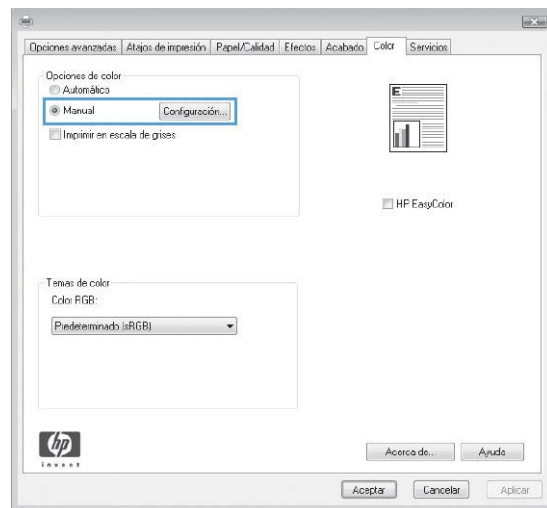 Opciones avanzadas Atajos de impresión Papel/Calidad Efectos Acabado Color Servicios
Opciones de color
Automático
Manual Configuración...
Imprimir en escala de grises
E
HP EasyColor
Temas de color
Color RGB:
Predeterminado (sRGB)
hp
invent
Acerca de... Ayuda
Aceptar Cancelar Aplicar